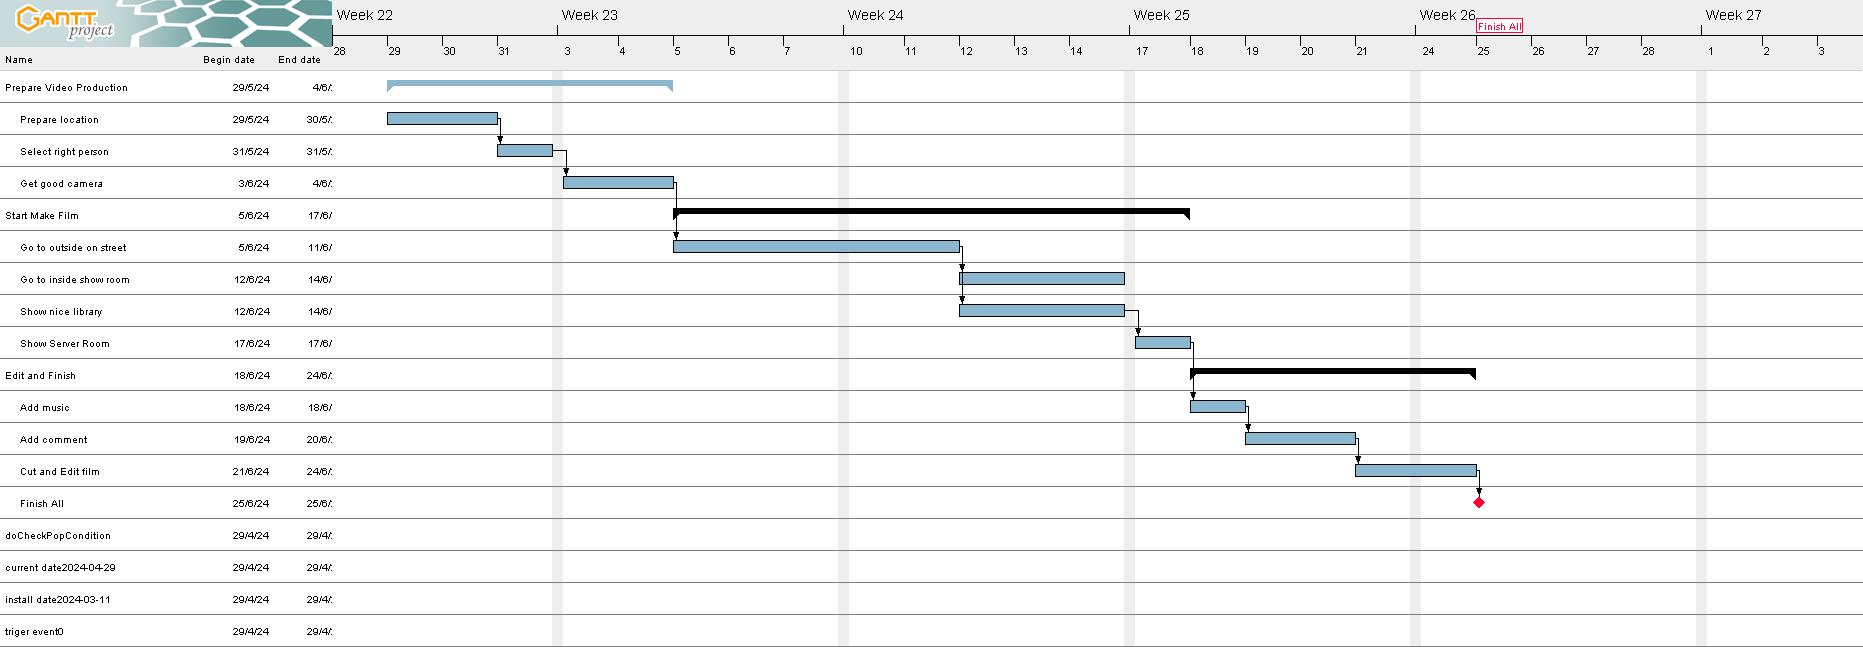 GANTT project
Week 22 Week 23 Week 24 Week 25 Week 26 Week 27
Finish All
28 29 30 31 3 4 5 6 7 10 11 12 13 14 17 18 19 20 21 24 25 26 27 28 1 2 3
Name Begin date End date
Prepare Video Production 29/5/24 4/6/:
Prepare location 29/5/24 30/5/:
Select right person 31/5/24 31/5/:
Get good camera 3/6/24 4/6/:
Start Make Film 5/6/24 17/6/
Go to outside on street 5/6/24 11/6/
Go to inside show room 12/6/24 14/6/
Show nice library 12/6/24 14/6/
Show Server Room 17/6/24 17/6/
Edit and Finish 18/6/24 24/6/:
Add music 18/6/24 18/6/
Add comment 19/6/24 20/6/:
Cut and Edit film 21/6/24 24/6/:
Finish All 25/6/24 25/6/:
doCheckPopCondition 29/4/24 29/4/:
current date2024-04-29 29/4/24 29/4/:
install date2024-03-11 29/4/24 29/4/:
triger event0 29/4/24 29/4/: